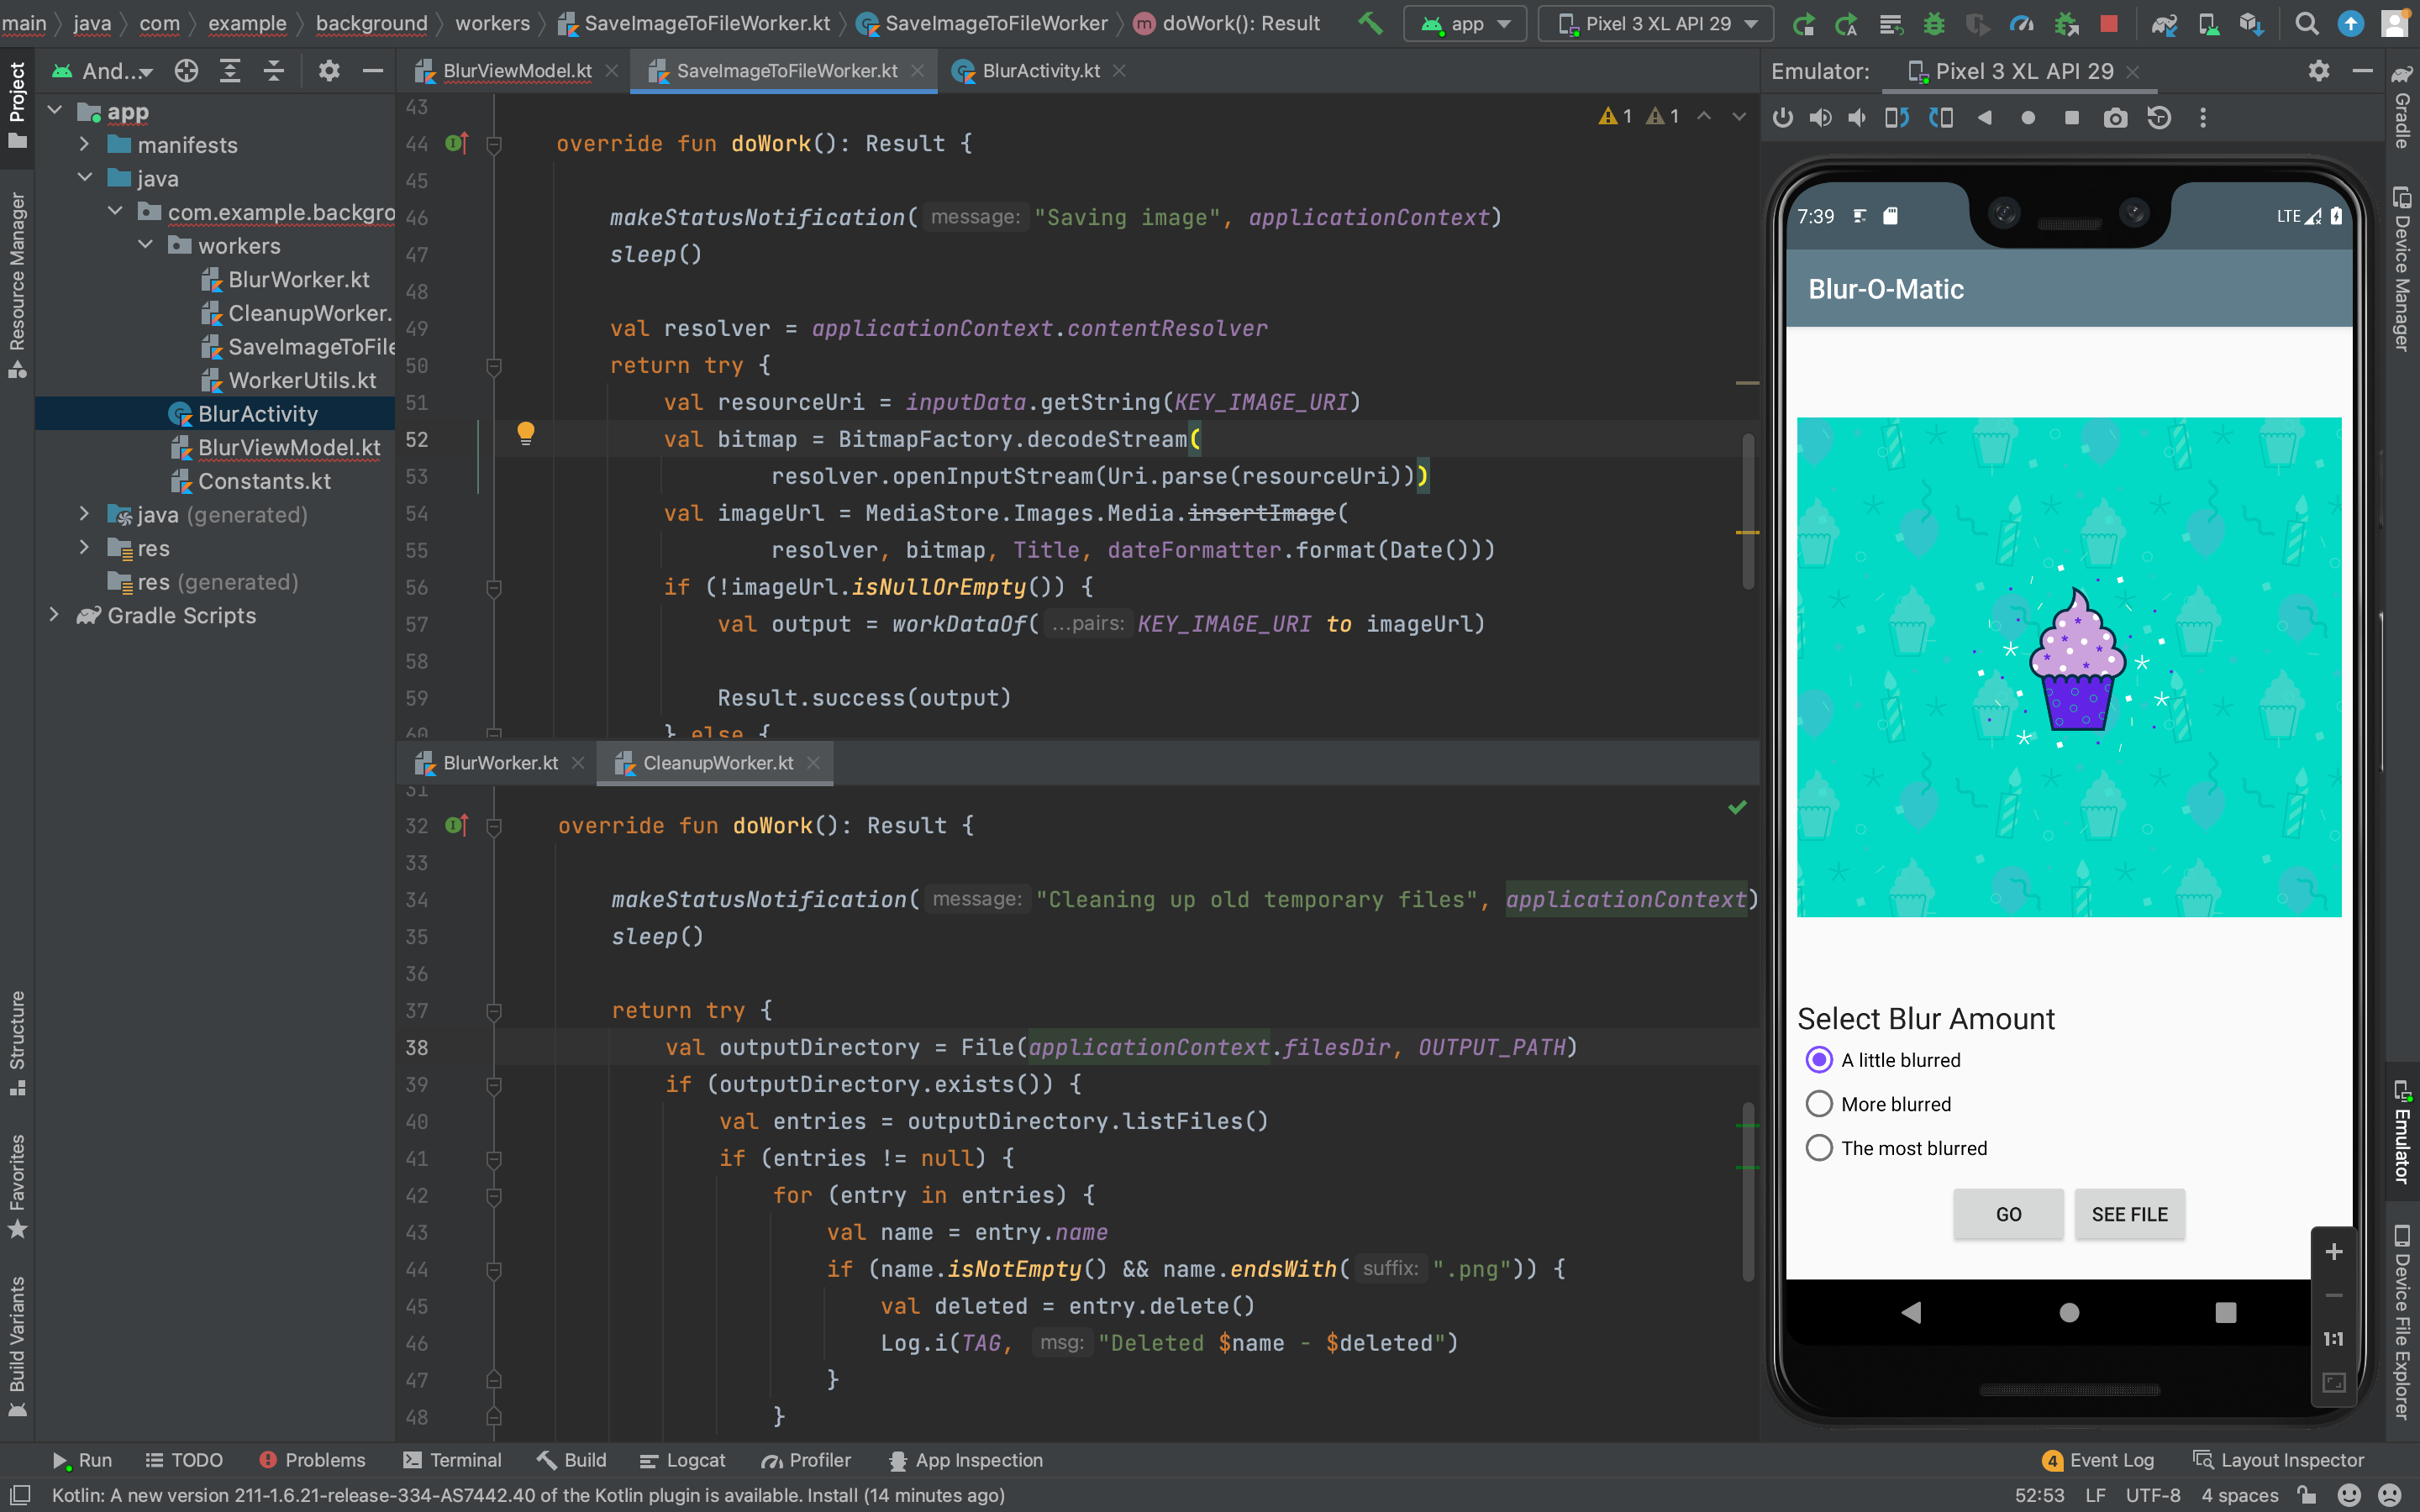 main java com example background workers SaveImageToFileWorker.kt SaveImageToFileWorker doWork(): Result app Pixel 3 XL API 29
Project
Resource Manager
Structure
Favorites
Build Variants
And...
app
manifests
java
com.example.backgro
workers
BlurWorker.kt
CleanupWorker.
SaveImageToFile
WorkerUtils.kt
BlurActivity
BlurViewModel.kt
Constants.kt
java (generated)
res
res (generated)
Gradle Scripts
BlurViewModel.kt SaveImageToFileWorker.kt BlurActivity.kt
1 1
43
44 override fun doWork(): Result {
45
46 makeStatusNotification( message: "Saving image", applicationContext)
47 sleep()
48
49 val resolver = applicationContext.contentResolver
50 return try {
51 val resourceUri = inputData.getString(KEY_IMAGE_URI)
52 val bitmap = BitmapFactory.decodeStream(
53 resolver.openInputStream(Uri.parse(resourceUri)))
54 val imageUrl = MediaStore.Images.Media.insertImage(
55 resolver, bitmap, Title, dateFormatter.format(Date()))
56 if (!imageUrl.isNullOrEmpty()) {
57 val output = workDataOf( ...pairs: KEY_IMAGE_URI to imageUrl)
58
59 Result.success(output)
60 } else {
BlurWorker.kt CleanupWorker.kt
31
32 override fun doWork(): Result {
33
34 makeStatusNotification( message: "Cleaning up old temporary files", applicationContext)
35 sleep()
36
37 return try {
38 val outputDirectory = File(applicationContext.filesDir, OUTPUT_PATH)
39 if (outputDirectory.exists()) {
40 val entries = outputDirectory.listFiles()
41 if (entries != null) {
42 for (entry in entries) {
43 val name = entry.name
44 if (name.isNotEmpty() && name.endsWith( suffix: ".png")) {
45 val deleted = entry.delete()
46 Log.i(TAG, msg: "Deleted $name - $deleted")
47 }
48 }
Emulator: Pixel 3 XL API 29
7:39 LTE
Blur-O-Matic
Select Blur Amount
A little blurred
More blurred
The most blurred
GO SEE FILE
1:1
Gradle
Device Manager
Emulator
Device File Explorer
Run TODO Problems Terminal Build Logcat Profiler App Inspection 4 Event Log Layout Inspector
Kotlin: A new version 211-1.6.21-release-334-AS7442.40 of the Kotlin plugin is available. Install (14 minutes ago) 52:53 LF UTF-8 4 spaces